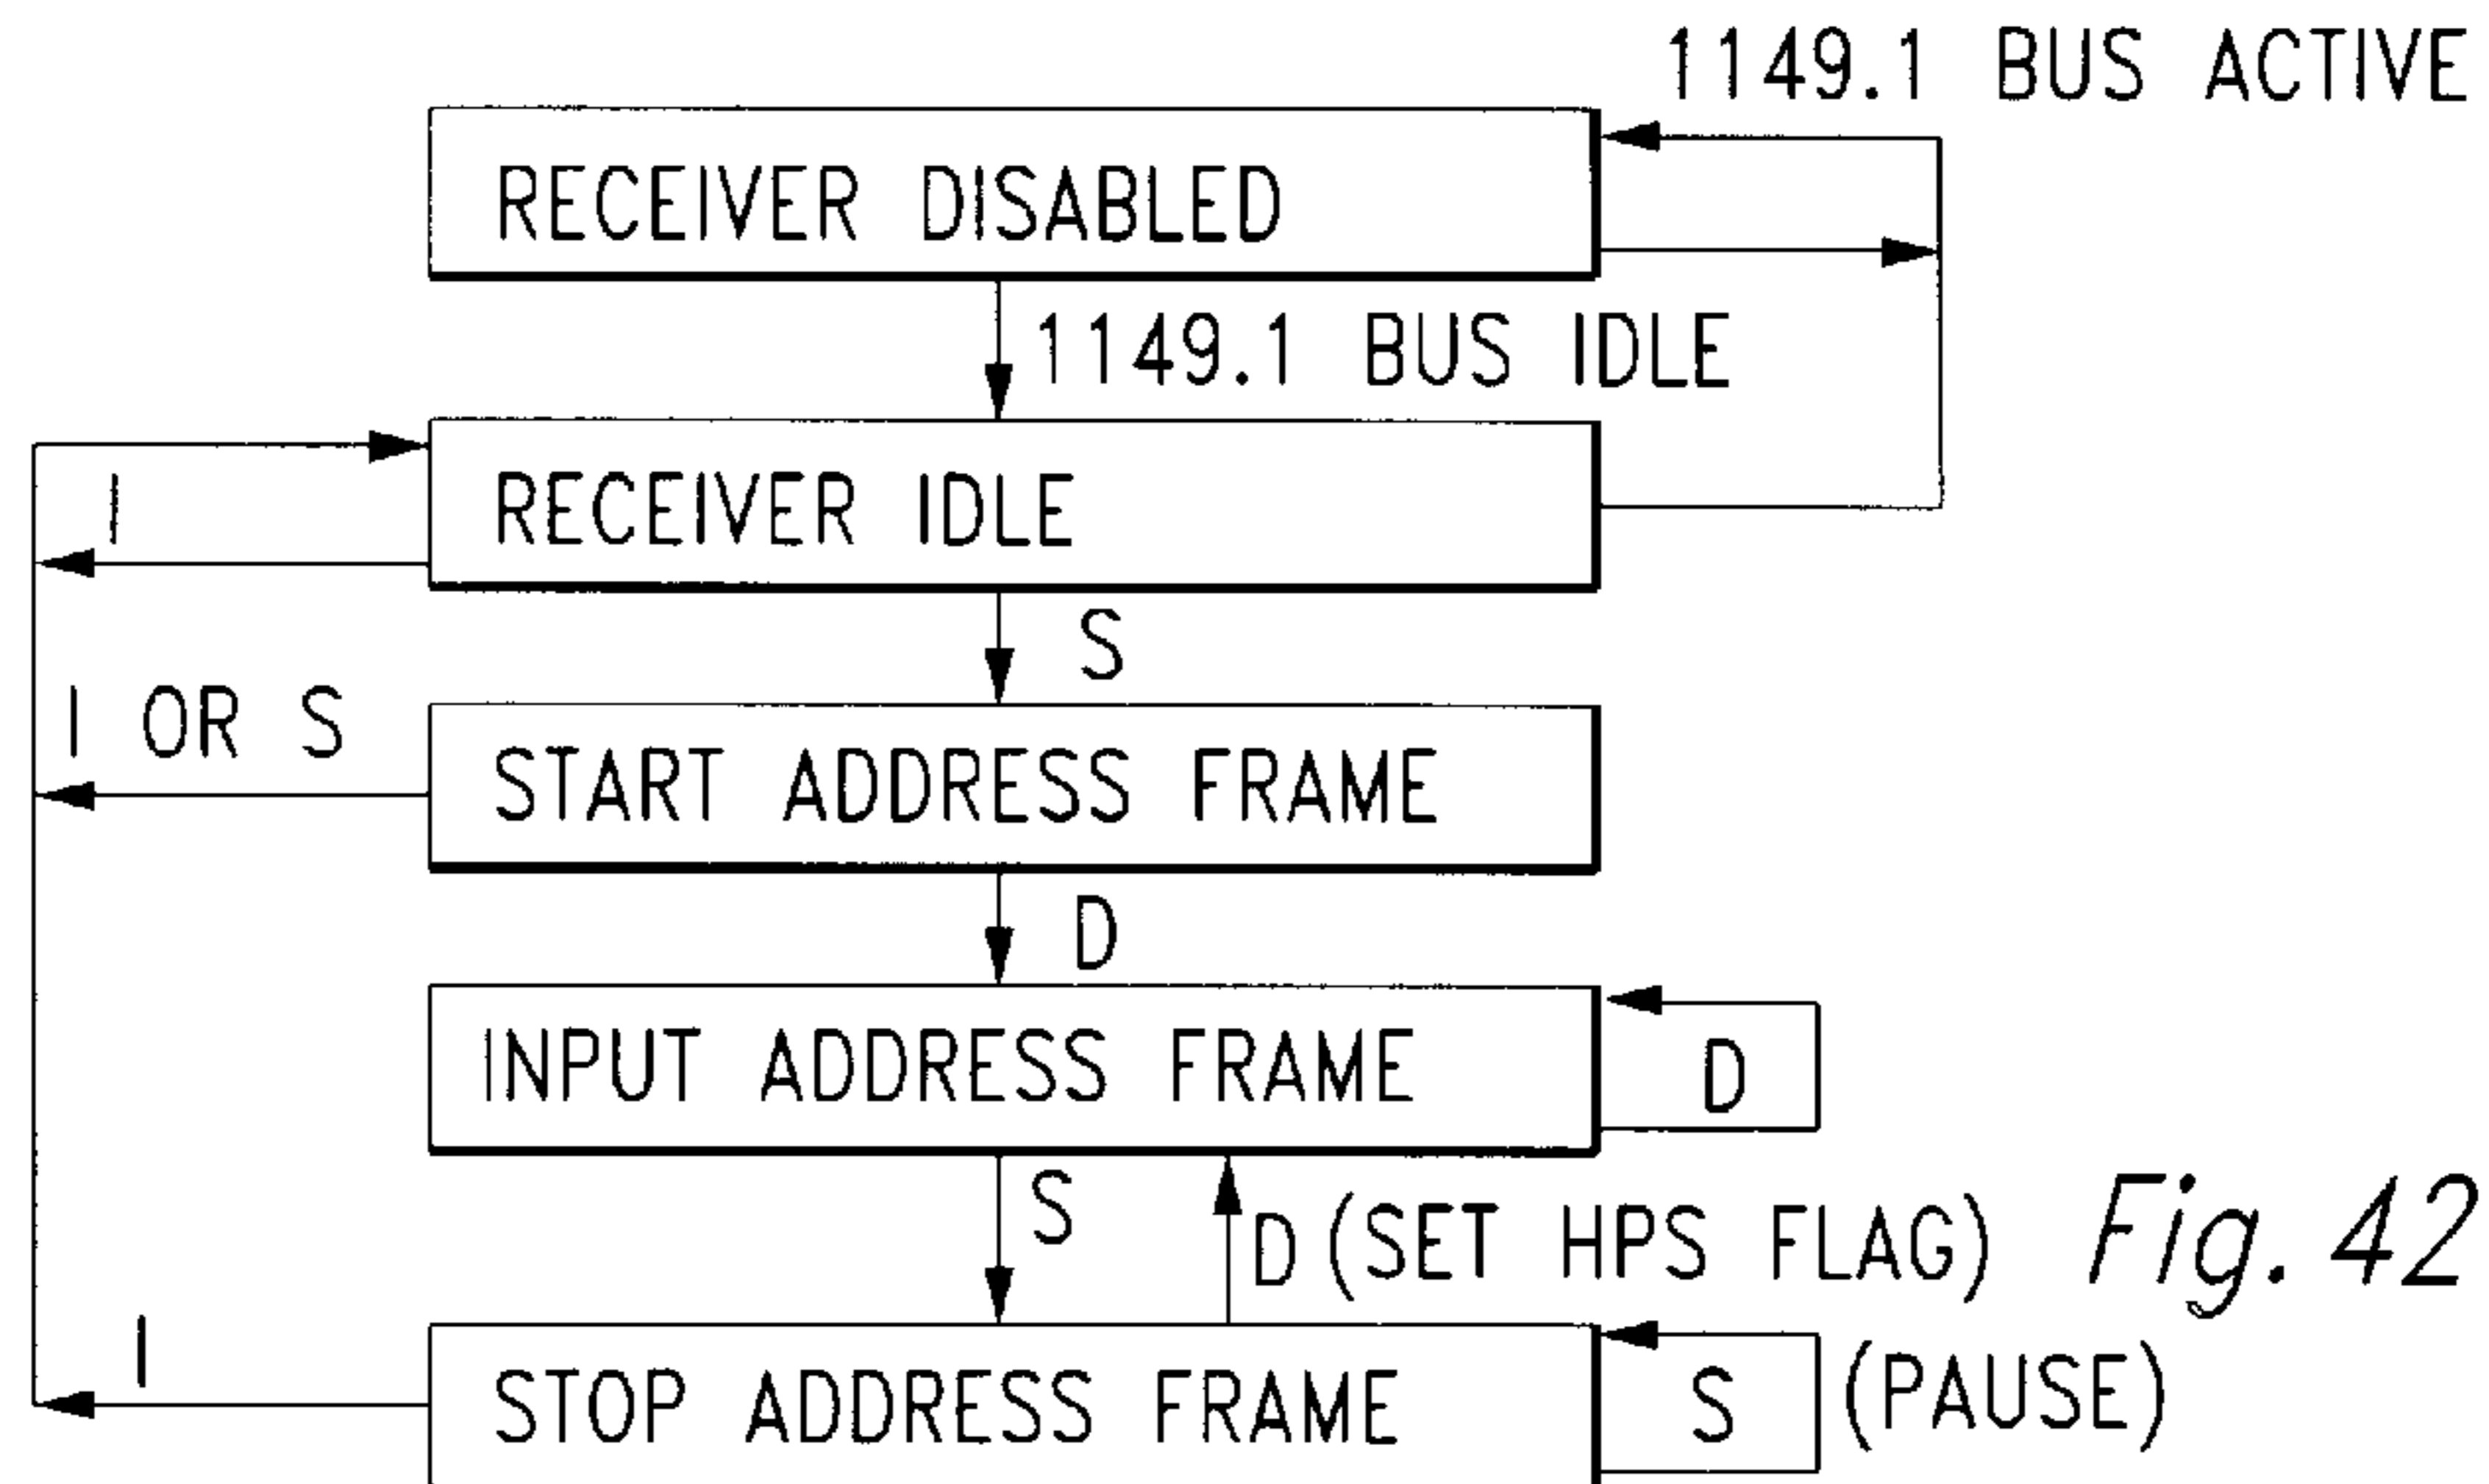 1149.1 BUS ACTIVE
RECEIVER DISABLED
1149.1 BUS IDLE
RECEIVER IDLE
I
S
I OR S
START ADDRESS FRAME
D
INPUT ADDRESS FRAME
D
S
D (SET HPS FLAG)
Fig. 42
I
STOP ADDRESS FRAME
S
(PAUSE)